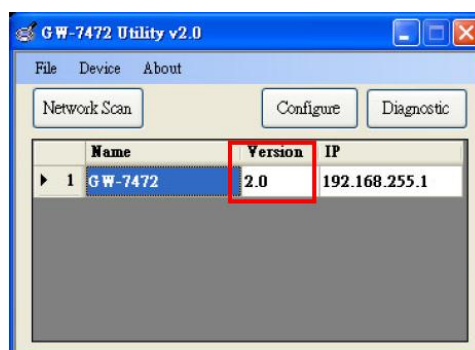 GW-7472 Utility v2.0
File Device About
Network Scan Configure Diagnostic
Name Version IP
1 GW-7472 2.0 192.168.255.1